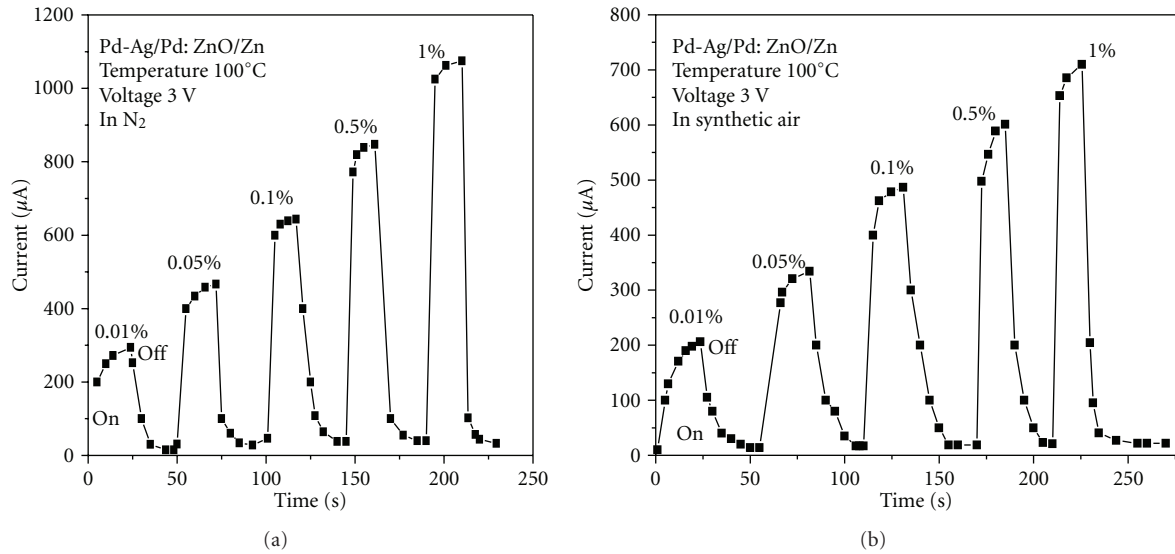 1200
1000
800
600
400
200
0
Current (μA)
Pd-Ag/Pd: ZnO/Zn
Temperature 100°C
Voltage 3 V
In N₂
0.01%
Off
On
0.05%
0.1%
0.5%
1%
0 50 100 150 200 250
Time (s)
(a)
800
700
600
500
400
300
200
100
0
Current (μA)
Pd-Ag/Pd: ZnO/Zn
Temperature 100°C
Voltage 3 V
In synthetic air
0.01%
Off
On
0.05%
0.1%
0.5%
1%
0 50 100 150 200 250
Time (s)
(b)